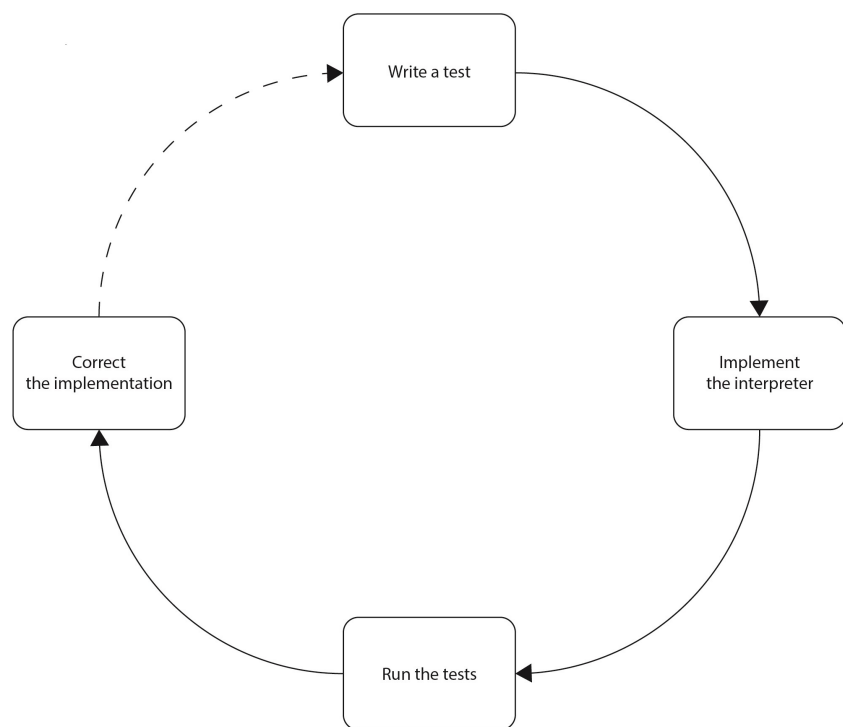 Write a test
Implement
the interpreter
Run the tests
Correct
the implementation